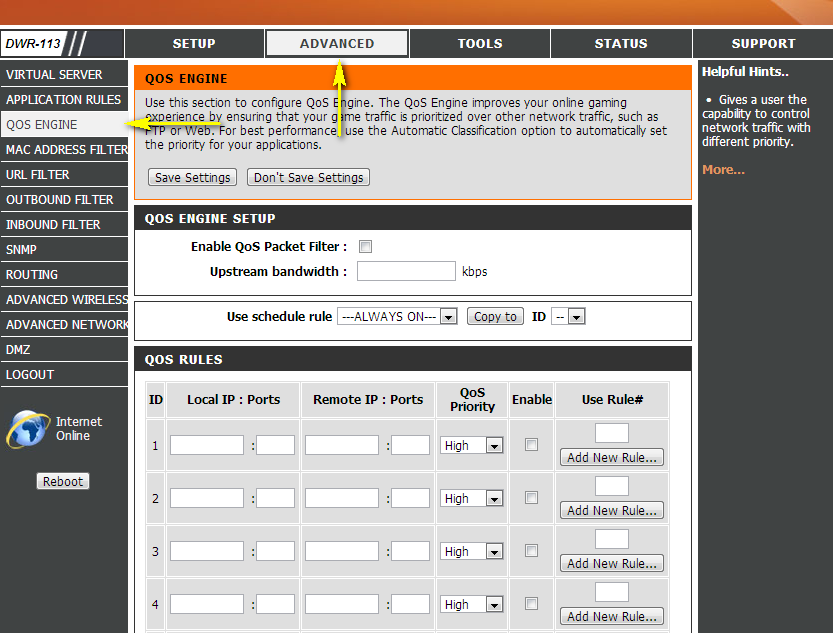 DWR-113
SETUP
ADVANCED
TOOLS
STATUS
SUPPORT
VIRTUAL SERVER
APPLICATION RULES
QOS ENGINE
MAC ADDRESS FILTER
URL FILTER
OUTBOUND FILTER
INBOUND FILTER
SNMP
ROUTING
ADVANCED WIRELESS
ADVANCED NETWORK
DMZ
LOGOUT
Internet
Online
Reboot
QOS ENGINE
Use this section to configure QoS Engine. The QoS Engine improves your online gaming
experience by ensuring that your game traffic is prioritized over other network traffic, such as
FTP or Web. For best performance, use the Automatic Classification option to automatically set
the priority for your applications.
Save Settings
Don't Save Settings
QOS ENGINE SETUP
Enable QoS Packet Filter :
Upstream bandwidth :
kbps
Use schedule rule
---ALWAYS ON---
Copy to
ID
--
QOS RULES
ID
Local IP : Ports
Remote IP : Ports
QoS
Priority
Enable
Use Rule#
1
:
:
High
Add New Rule...
2
:
:
High
Add New Rule...
3
:
:
High
Add New Rule...
4
:
:
High
Add New Rule...
Helpful Hints..
• Gives a user the
capability to control
network traffic with
different priority.
More...